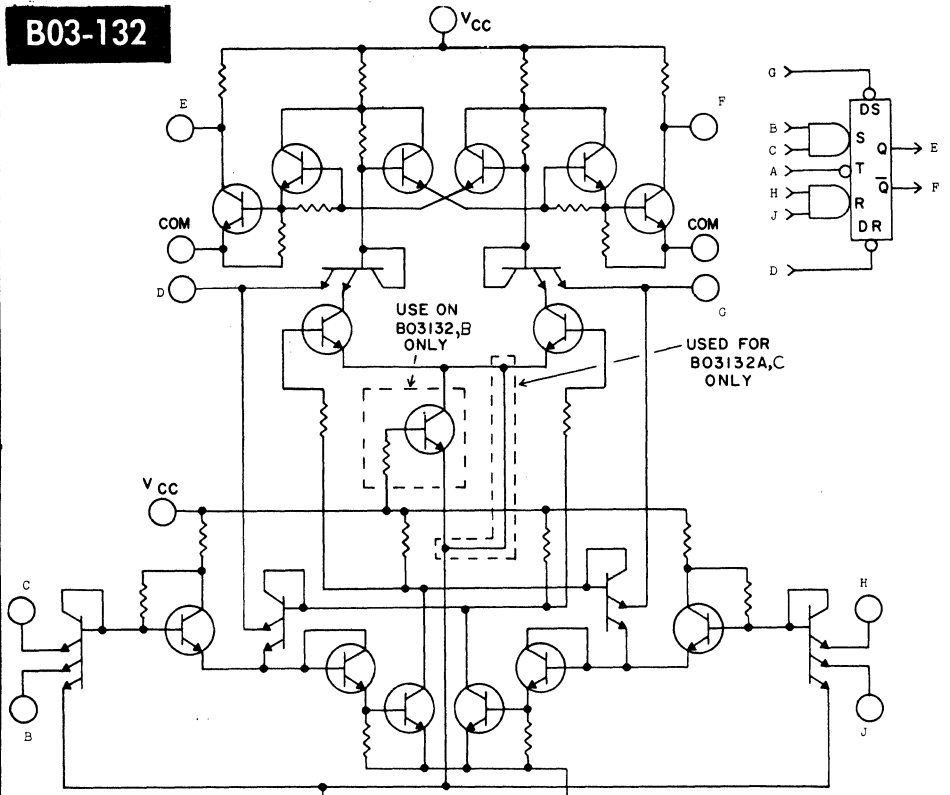 B03-132
VCC
E
F
COM
COM
D
G
USE ON
B03132,B
ONLY
USED FOR
B03132A,C
ONLY
VCC
C
B
H
J
G
B
C
A
H
J
D
DS
S
T
R
DR
Q
Q̅
E
F